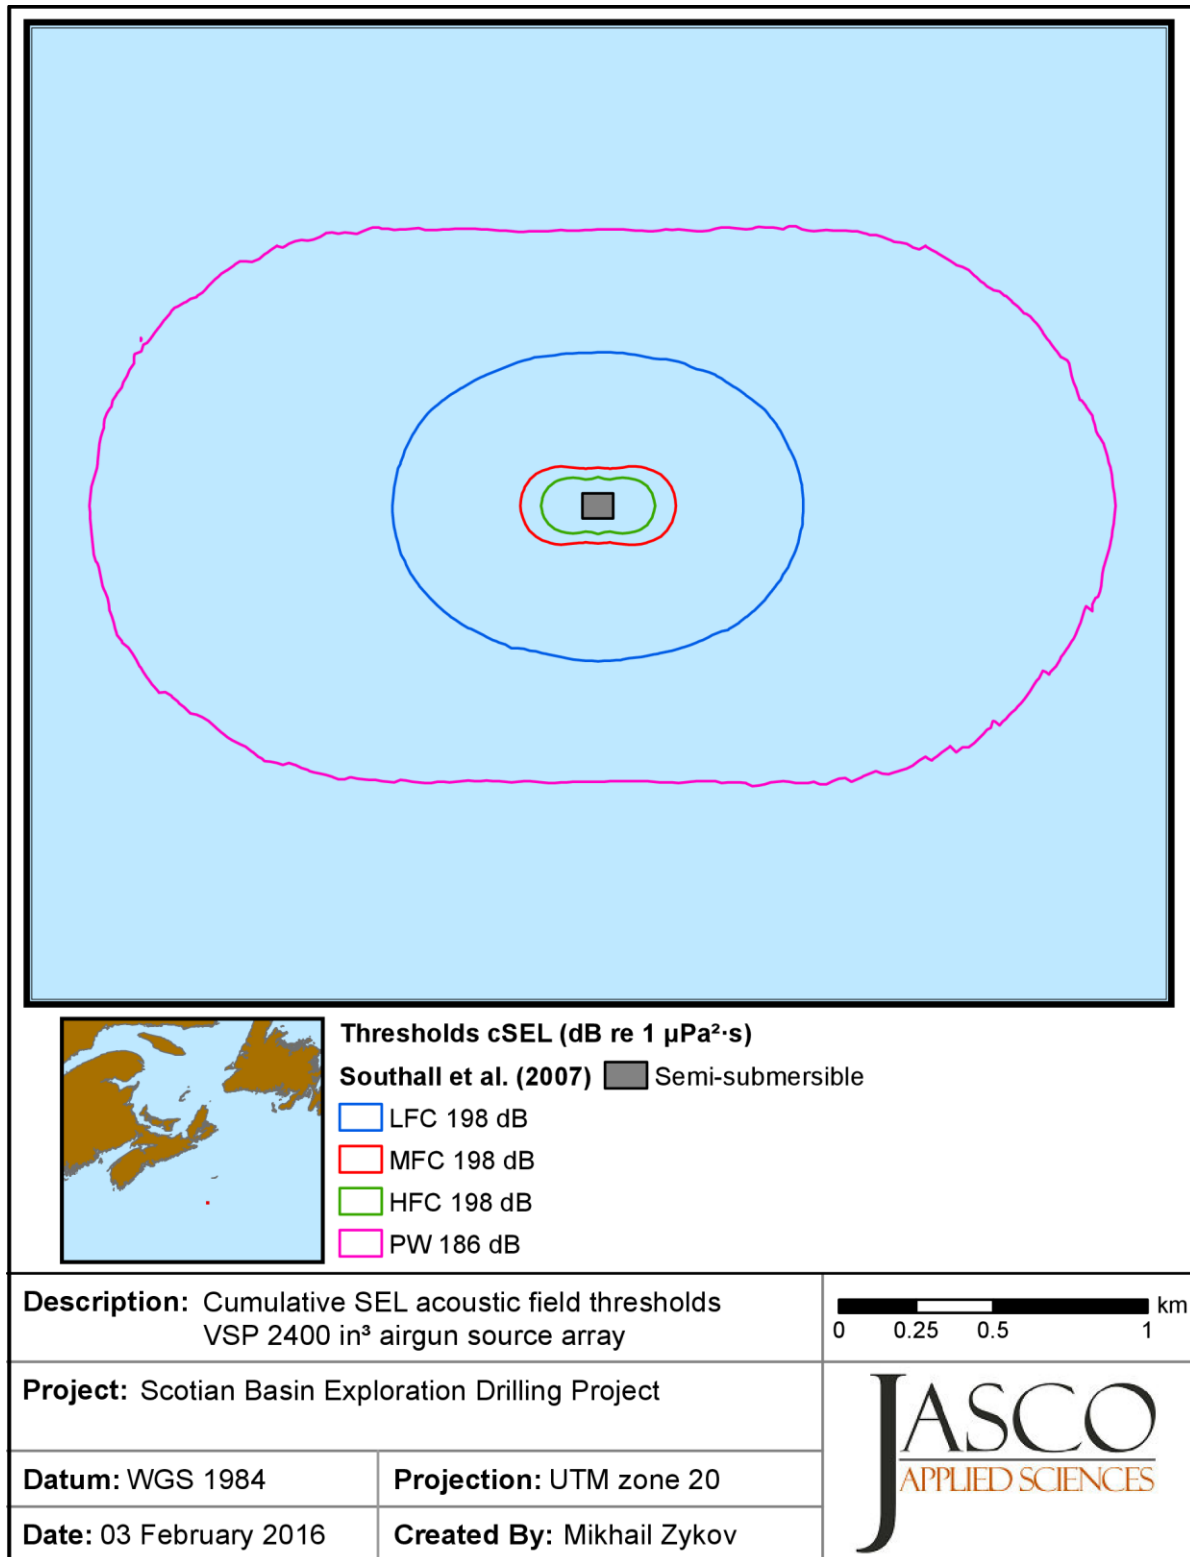 Thresholds cSEL (dB re 1 µPa²·s)
Southall et al. (2007) Semi-submersible
LFC 198 dB
MFC 198 dB
HFC 198 dB
PW 186 dB
Description: Cumulative SEL acoustic field thresholds
VSP 2400 in³ airgun source array
km
0 0.25 0.5 1
Project: Scotian Basin Exploration Drilling Project
JASCO
APPLIED SCIENCES
Datum: WGS 1984 Projection: UTM zone 20
Date: 03 February 2016 Created By: Mikhail Zykov